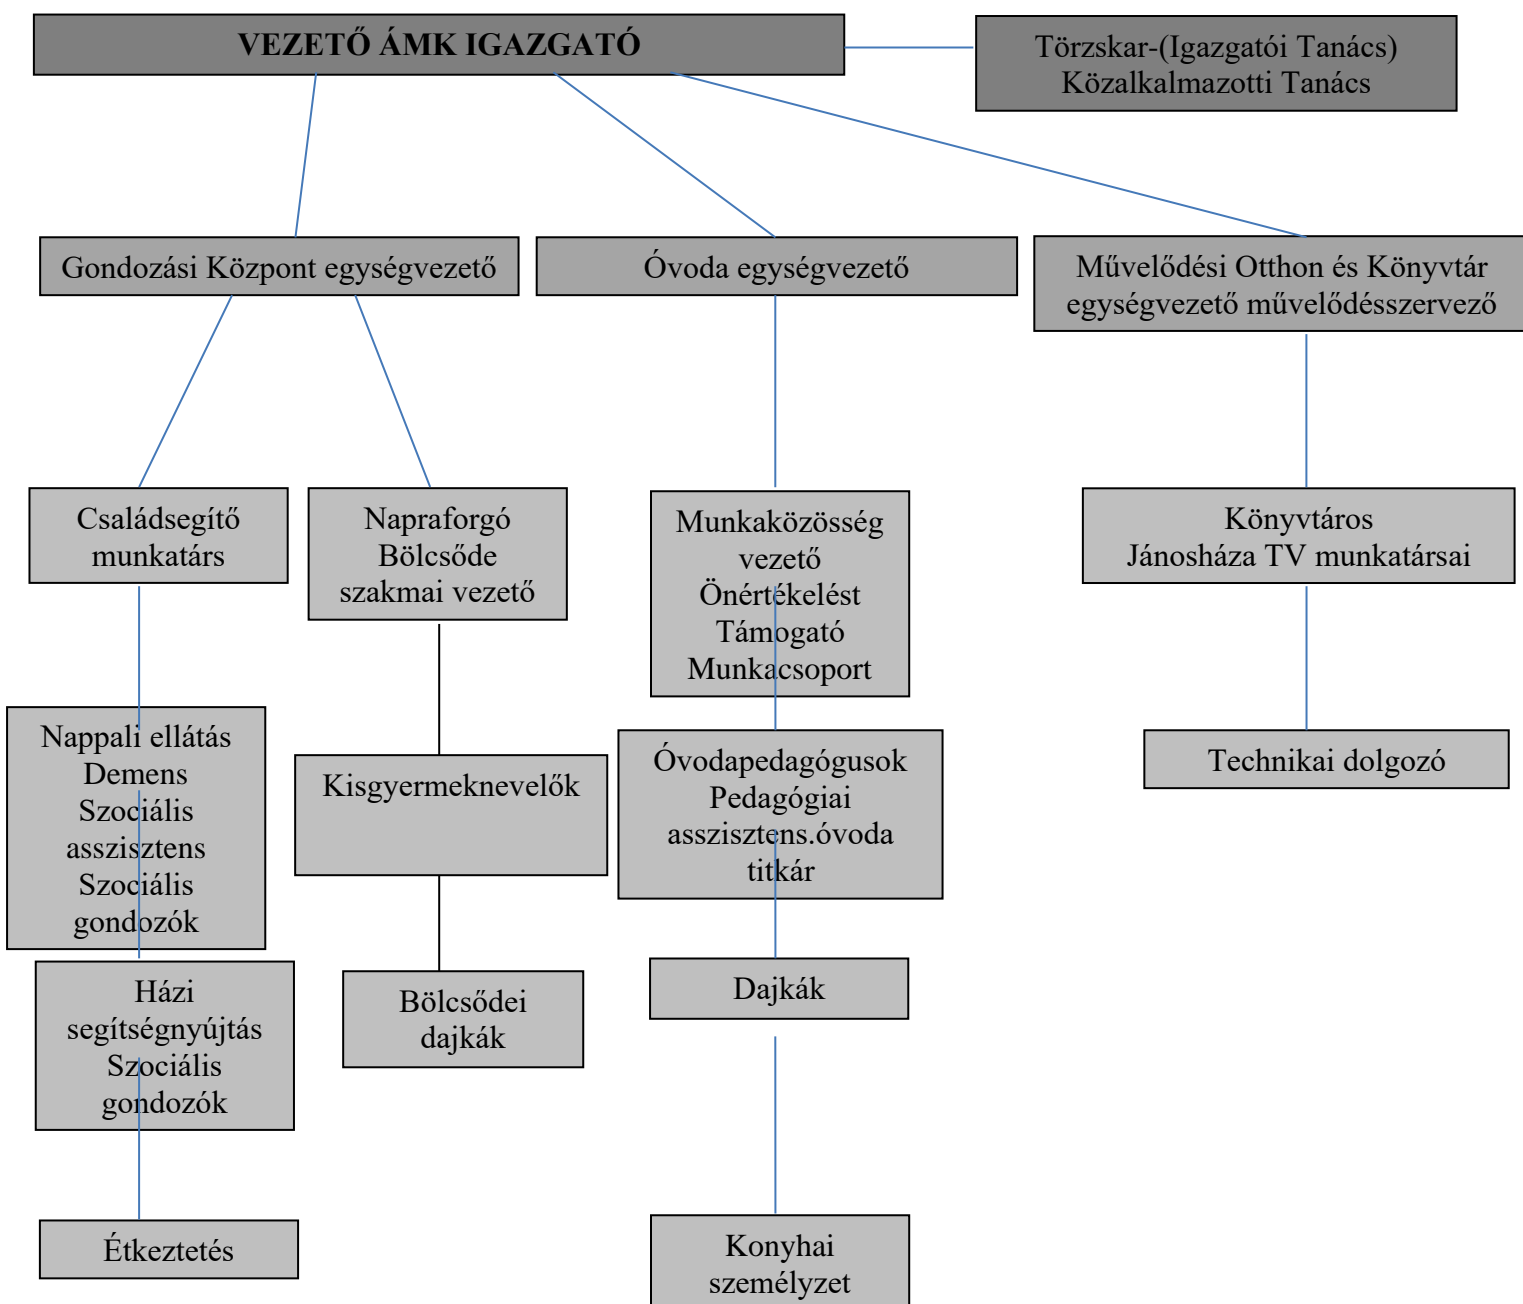 VEZETŐ ÁMK IGAZGATÓ
Törzskar-(Igazgatói Tanács)
Közalkalmazotti Tanács
Gondozási Központ egységvezető
Óvoda egységvezető
Művelődési Otthon és Könyvtár
egységvezető művelődésszervező
Családsegítő
munkatárs
Napraforgó
Bölcsőde
szakmai vezető
Munkaközösség
vezető
Önértékelést
Támogató
Munkacsoport
Könyvtáros
Jánosháza TV munkatársai
Nappali ellátás
Demens
Szociális
asszisztens
Szociális
gondozók
Kisgyermeknevelők
Óvodapedagógusok
Pedagógiai
asszisztens.óvoda
titkár
Technikai dolgozó
Házi
segítségnyújtás
Szociális
gondozók
Bölcsődei
dajkák
Dajkák
Étkeztetés
Konyhai
személyzet